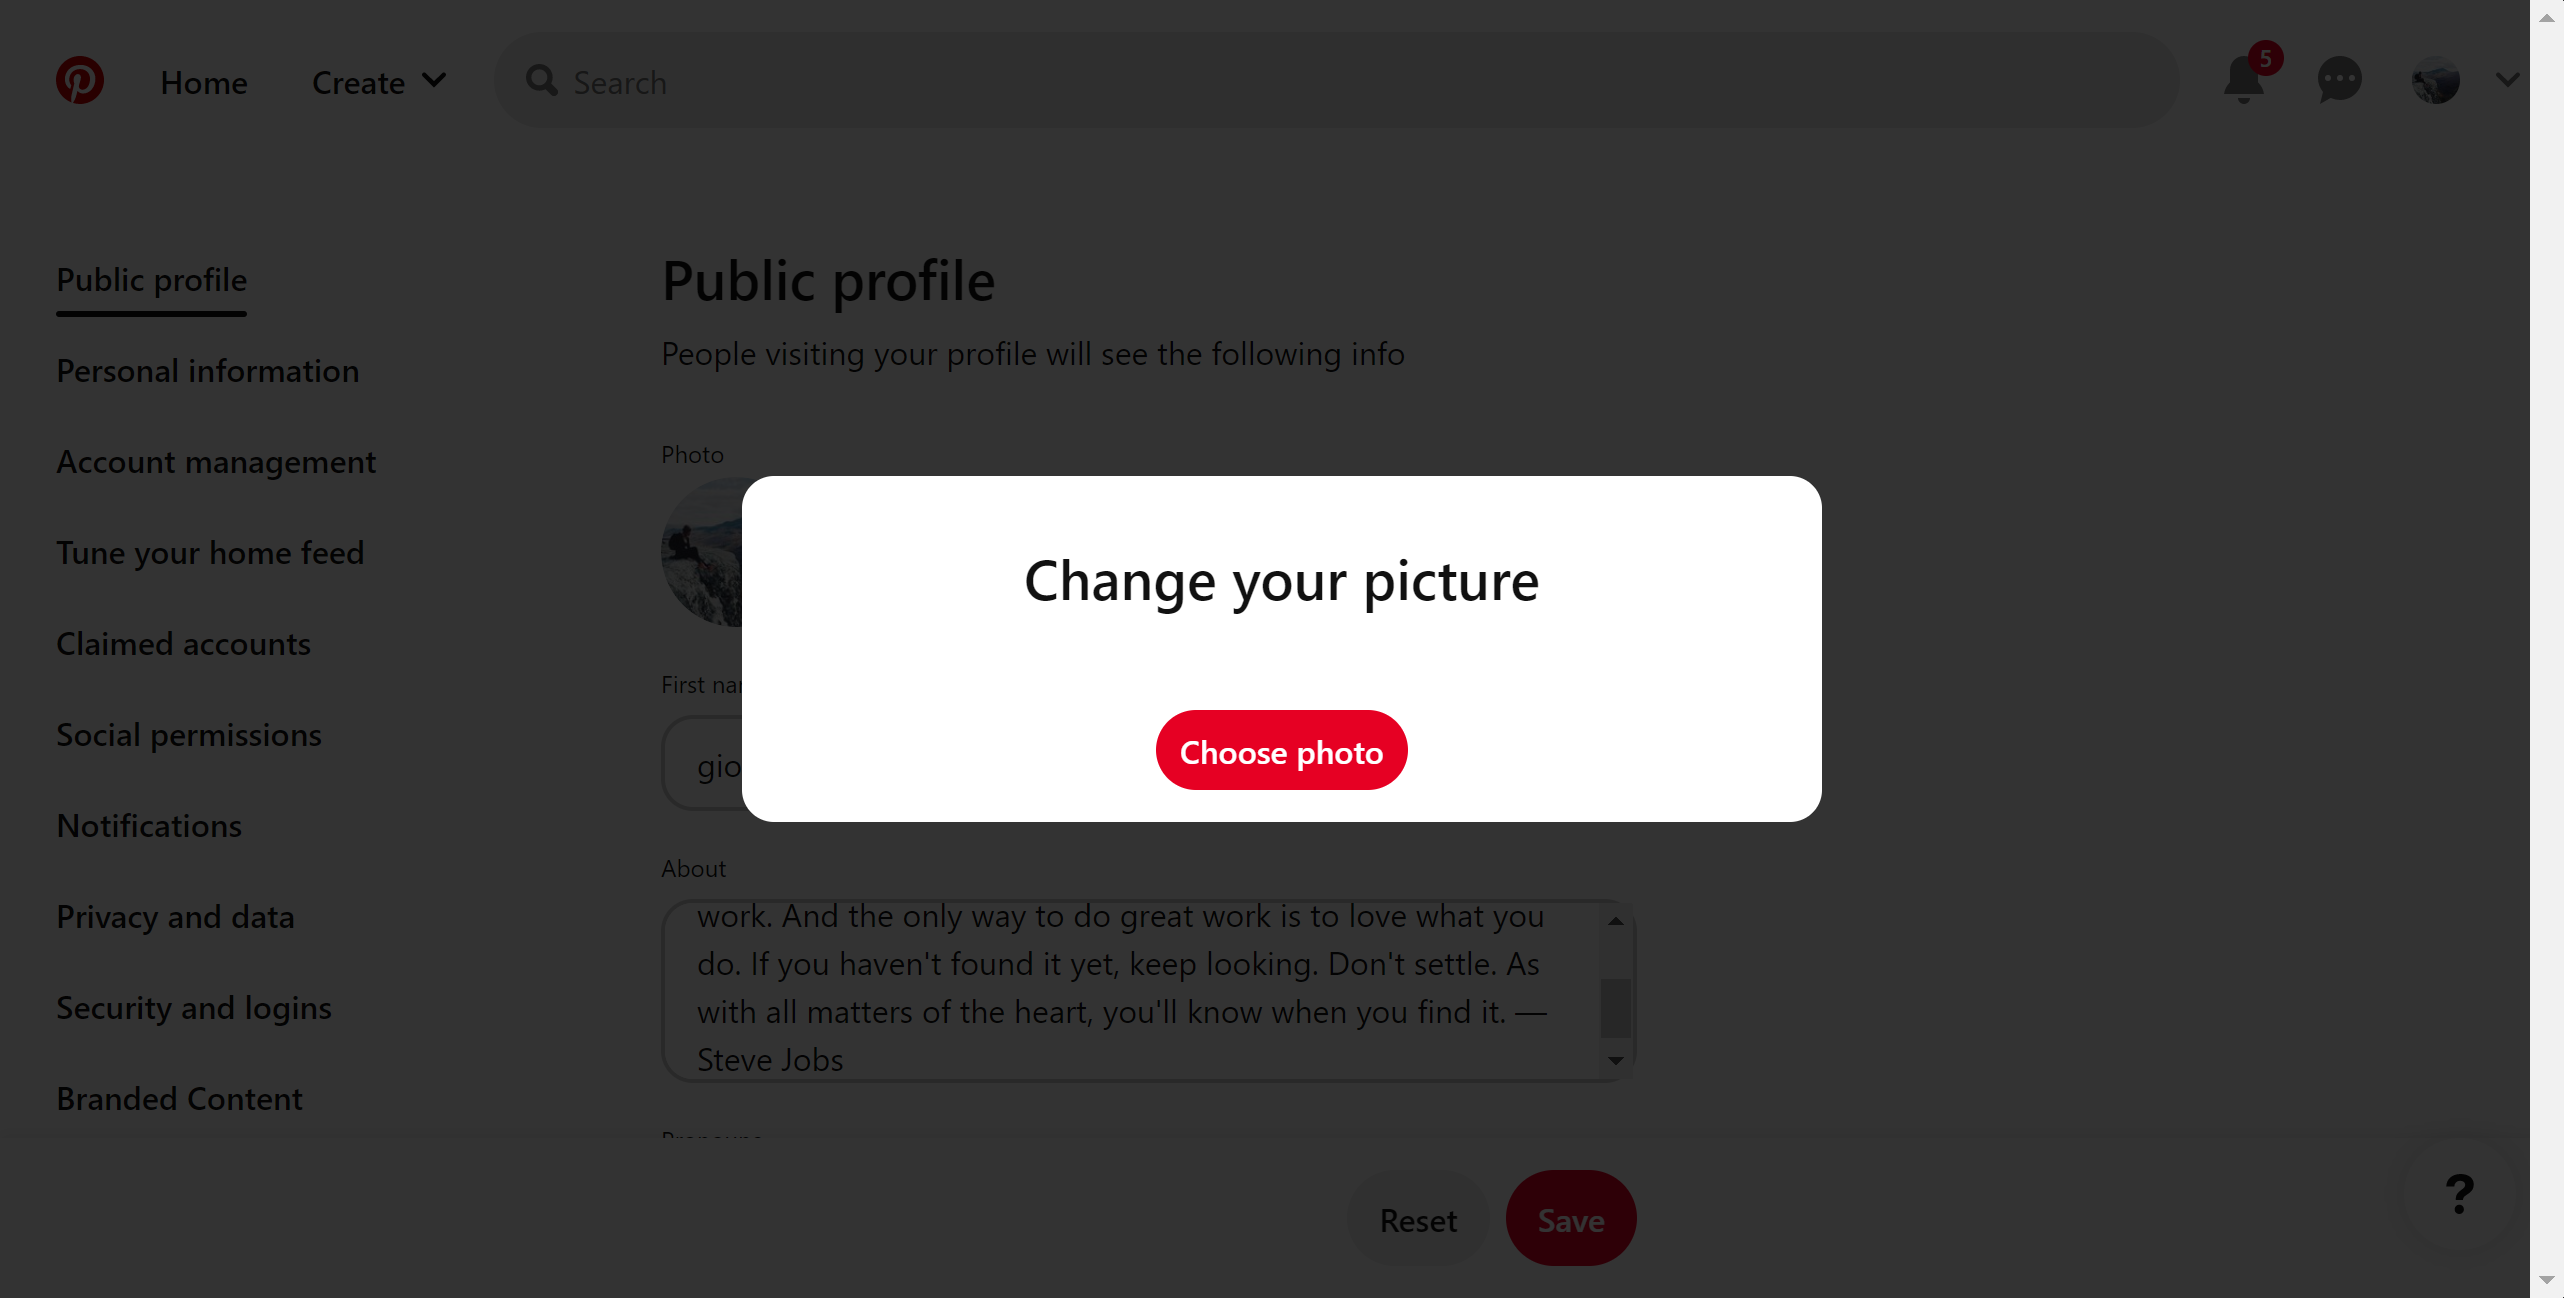 Home
Create
Search
5
Public profile
Personal information
Account management
Tune your home feed
Claimed accounts
Social permissions
Notifications
Privacy and data
Security and logins
Branded Content
Public profile
People visiting your profile will see the following info
Photo
Change your picture
Choose photo
First nar
gio
About
work. And the only way to do great work is to love what you
do. If you haven't found it yet, keep looking. Don't settle. As
with all matters of the heart, you'll know when you find it. —
Steve Jobs
Reset
Save
?